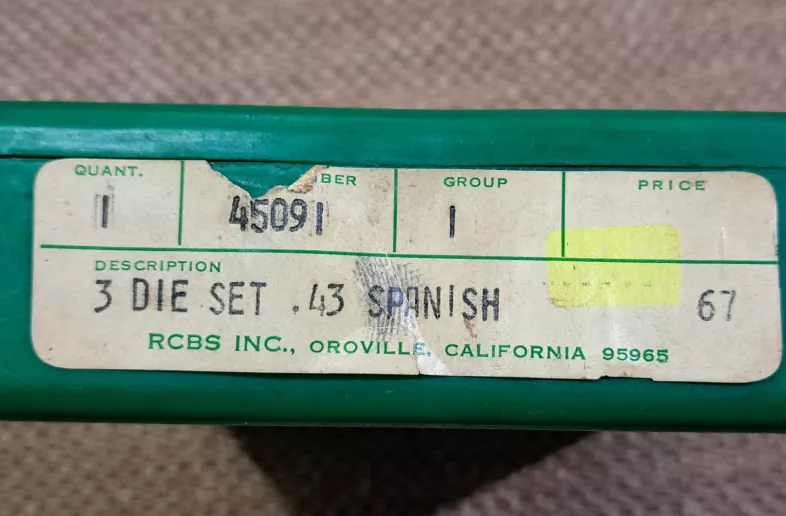 QUANT. BER GROUP PRICE
1 45091 1
DESCRIPTION
3 DIE SET .43 SPANISH 67
RCBS INC., OROVILLE, CALIFORNIA 95965